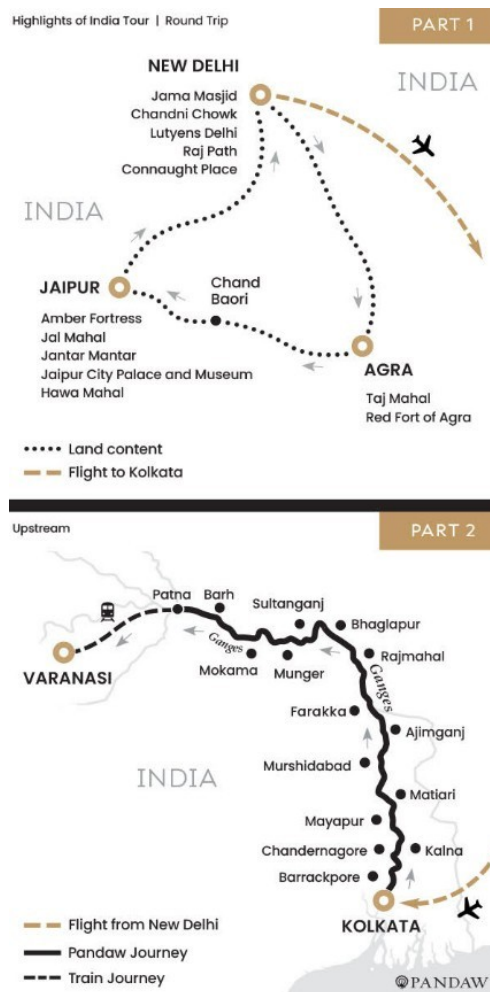 Highlights of India Tour | Round Trip
PART 1
NEW DELHI
Jama Masjid
Chandni Chowk
Lutyens Delhi
Raj Path
Connaught Place
INDIA
INDIA
JAIPUR
Amber Fortress
Jal Mahal
Jantar Mantar
Jaipur City Palace and Museum
Hawa Mahal
Chand
Baori
AGRA
Taj Mahal
Red Fort of Agra
Land content
Flight to Kolkata
Upstream
PART 2
Patna
Barh
Sultanganj
Bhaglapur
VARANASI
Ganges
Mokama
Munger
Rajmahal
Ganges
Farakka
Ajimganj
INDIA
Murshidabad
Matiari
Mayapur
Chandernagore
Kalna
Barrackpore
KOLKATA
Flight from New Delhi
Pandaw Journey
Train Journey
PANDAW